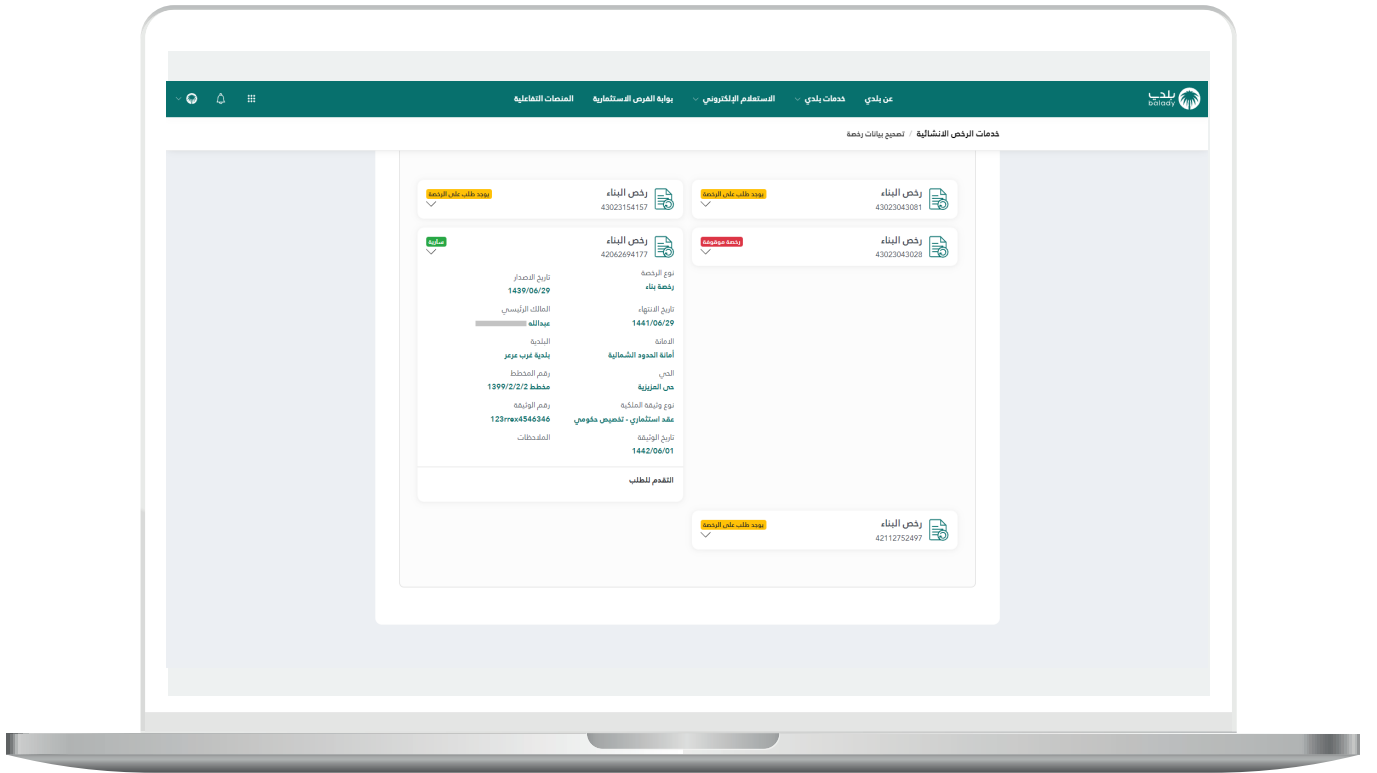 بلدي
balady
عن بلدي
خدمات بلدي
الاستعلام الإلكتروني
بوابة الفرص الاستثمارية
المنصات التفاعلية
خدمات الرخص الانشائية / تصحيح بيانات رخصة
رخص البناء
43023043081
يوجد طلب على الرخصة
رخص البناء
43023154157
يوجد طلب على الرخصة
رخص البناء
43023043028
رخصة موقوفة
رخص البناء
42062694177
سارية
نوع الرخصة
رخصة بناء
تاريخ الاصدار
1439/06/29
تاريخ الانتهاء
1441/06/29
المالك الرئيسي
عبدالله
الامانة
أمانة الحدود الشمالية
البلدية
بلدية غرب عرعر
الحي
حى العزيزية
رقم المخطط
مخطط 1399/2/2/2
نوع وثيقة الملكية
عقد استثماري - تخصيص حكومي
رقم الوثيقة
123rrex4546346
تاريخ الوثيقة
1442/06/01
الملاحظات
التقدم للطلب
رخص البناء
42112752497
يوجد طلب على الرخصة